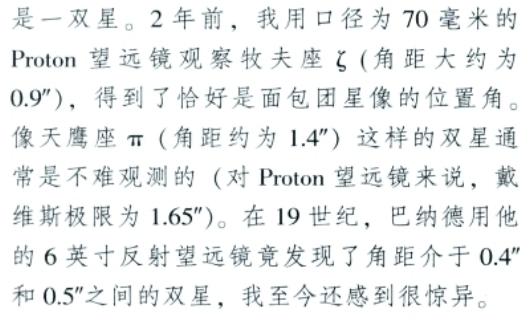 是一双星。2 年前，我用口径为 70 毫米的
Proton 望远镜观察牧夫座 ζ (角距大约为
0.9″)，得到了恰好是面包团星像的位置角。
像天鹰座 π (角距约为 1.4″) 这样的双星通
常是不难观测的 (对 Proton 望远镜来说，戴
维斯极限为 1.65″)。在 19 世纪，巴纳德用他
的 6 英寸反射望远镜竟发现了角距介于 0.4″
和 0.5″之间的双星，我至今还感到很惊异。